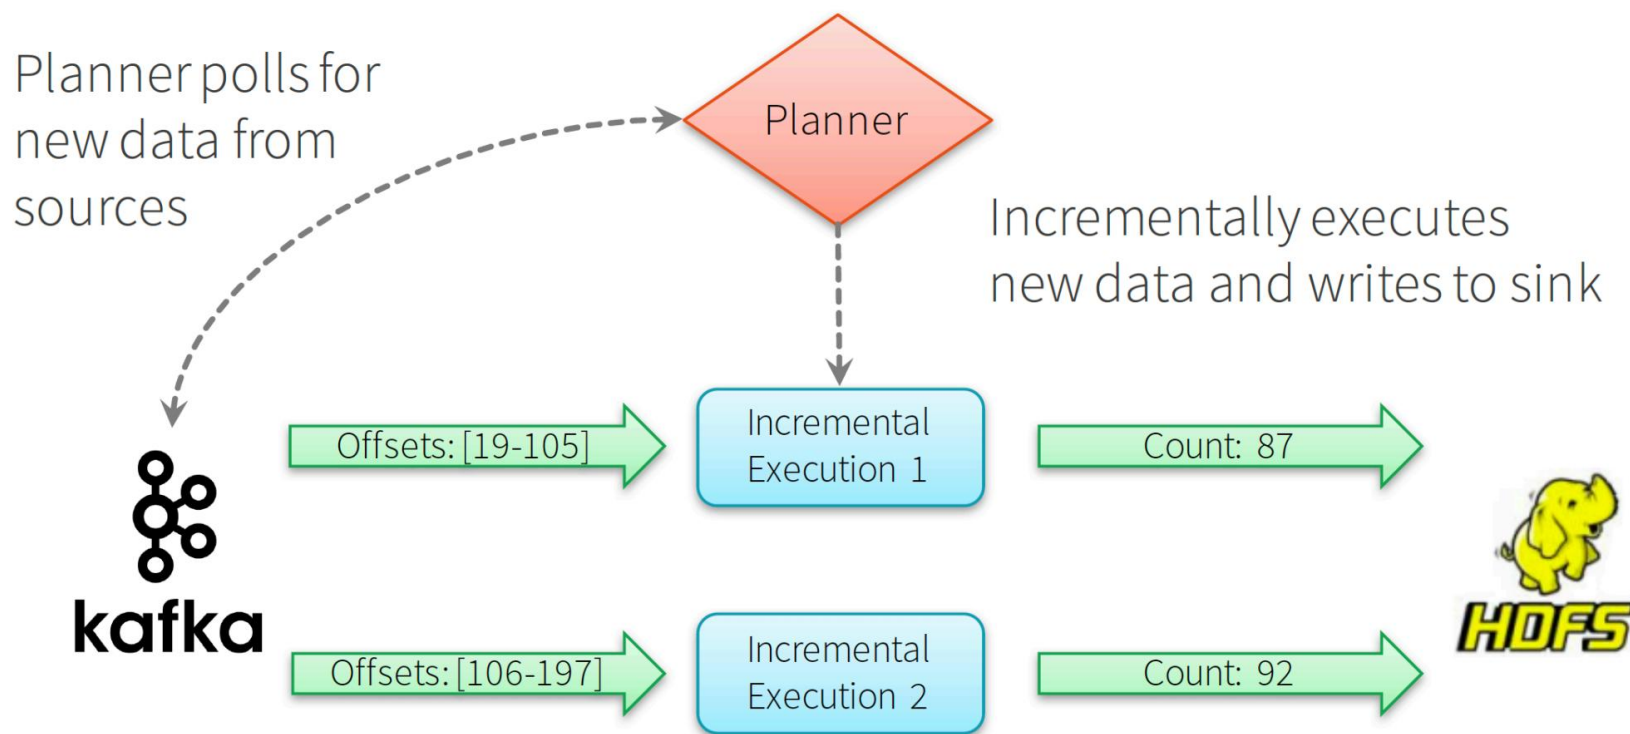 Planner polls for
new data from
sources
Planner
Incrementally executes
new data and writes to sink
Offsets: [19-105]
Incremental
Execution 1
Count: 87
kafka
HDFS
Offsets: [106-197]
Incremental
Execution 2
Count: 92